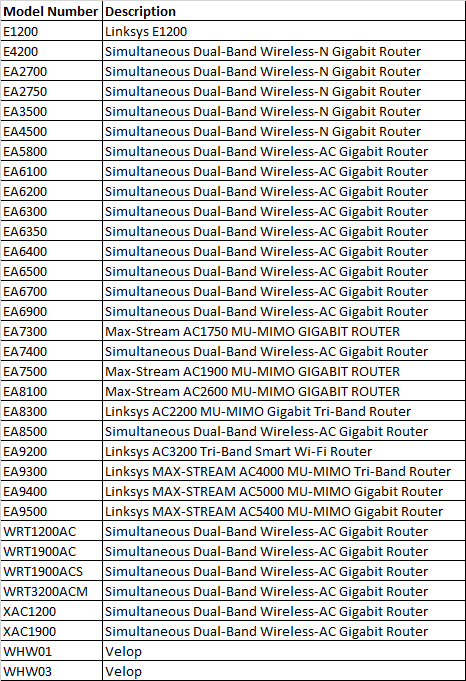 Model Number Description
E1200 Linksys E1200
E4200 Simultaneous Dual-Band Wireless-N Gigabit Router
EA2700 Simultaneous Dual-Band Wireless-N Gigabit Router
EA2750 Simultaneous Dual-Band Wireless-N Gigabit Router
EA3500 Simultaneous Dual-Band Wireless-N Gigabit Router
EA4500 Simultaneous Dual-Band Wireless-N Gigabit Router
EA5800 Simultaneous Dual-Band Wireless-AC Gigabit Router
EA6100 Simultaneous Dual-Band Wireless-AC Gigabit Router
EA6200 Simultaneous Dual-Band Wireless-AC Gigabit Router
EA6300 Simultaneous Dual-Band Wireless-AC Gigabit Router
EA6350 Simultaneous Dual-Band Wireless-AC Gigabit Router
EA6400 Simultaneous Dual-Band Wireless-AC Gigabit Router
EA6500 Simultaneous Dual-Band Wireless-AC Gigabit Router
EA6700 Simultaneous Dual-Band Wireless-AC Gigabit Router
EA6900 Simultaneous Dual-Band Wireless-AC Gigabit Router
EA7300 Max-Stream AC1750 MU-MIMO GIGABIT ROUTER
EA7400 Simultaneous Dual-Band Wireless-AC Gigabit Router
EA7500 Max-Stream AC1900 MU-MIMO GIGABIT ROUTER
EA8100 Max-Stream AC2600 MU-MIMO GIGABIT ROUTER
EA8300 Linksys AC2200 MU-MIMO Gigabit Tri-Band Router
EA8500 Simultaneous Dual-Band Wireless-AC Gigabit Router
EA9200 Linksys AC3200 Tri-Band Smart Wi-Fi Router
EA9300 Linksys MAX-STREAM AC4000 MU-MIMO Tri-Band Router
EA9400 Linksys MAX-STREAM AC5000 MU-MIMO Gigabit Router
EA9500 Linksys MAX-STREAM AC5400 MU-MIMO Gigabit Router
WRT1200AC Simultaneous Dual-Band Wireless-AC Gigabit Router
WRT1900AC Simultaneous Dual-Band Wireless-AC Gigabit Router
WRT1900ACS Simultaneous Dual-Band Wireless-AC Gigabit Router
WRT3200ACM Simultaneous Dual-Band Wireless-AC Gigabit Router
XAC1200 Simultaneous Dual-Band Wireless-AC Gigabit Router
XAC1900 Simultaneous Dual-Band Wireless-AC Gigabit Router
WHW01 Velop
WHW03 Velop